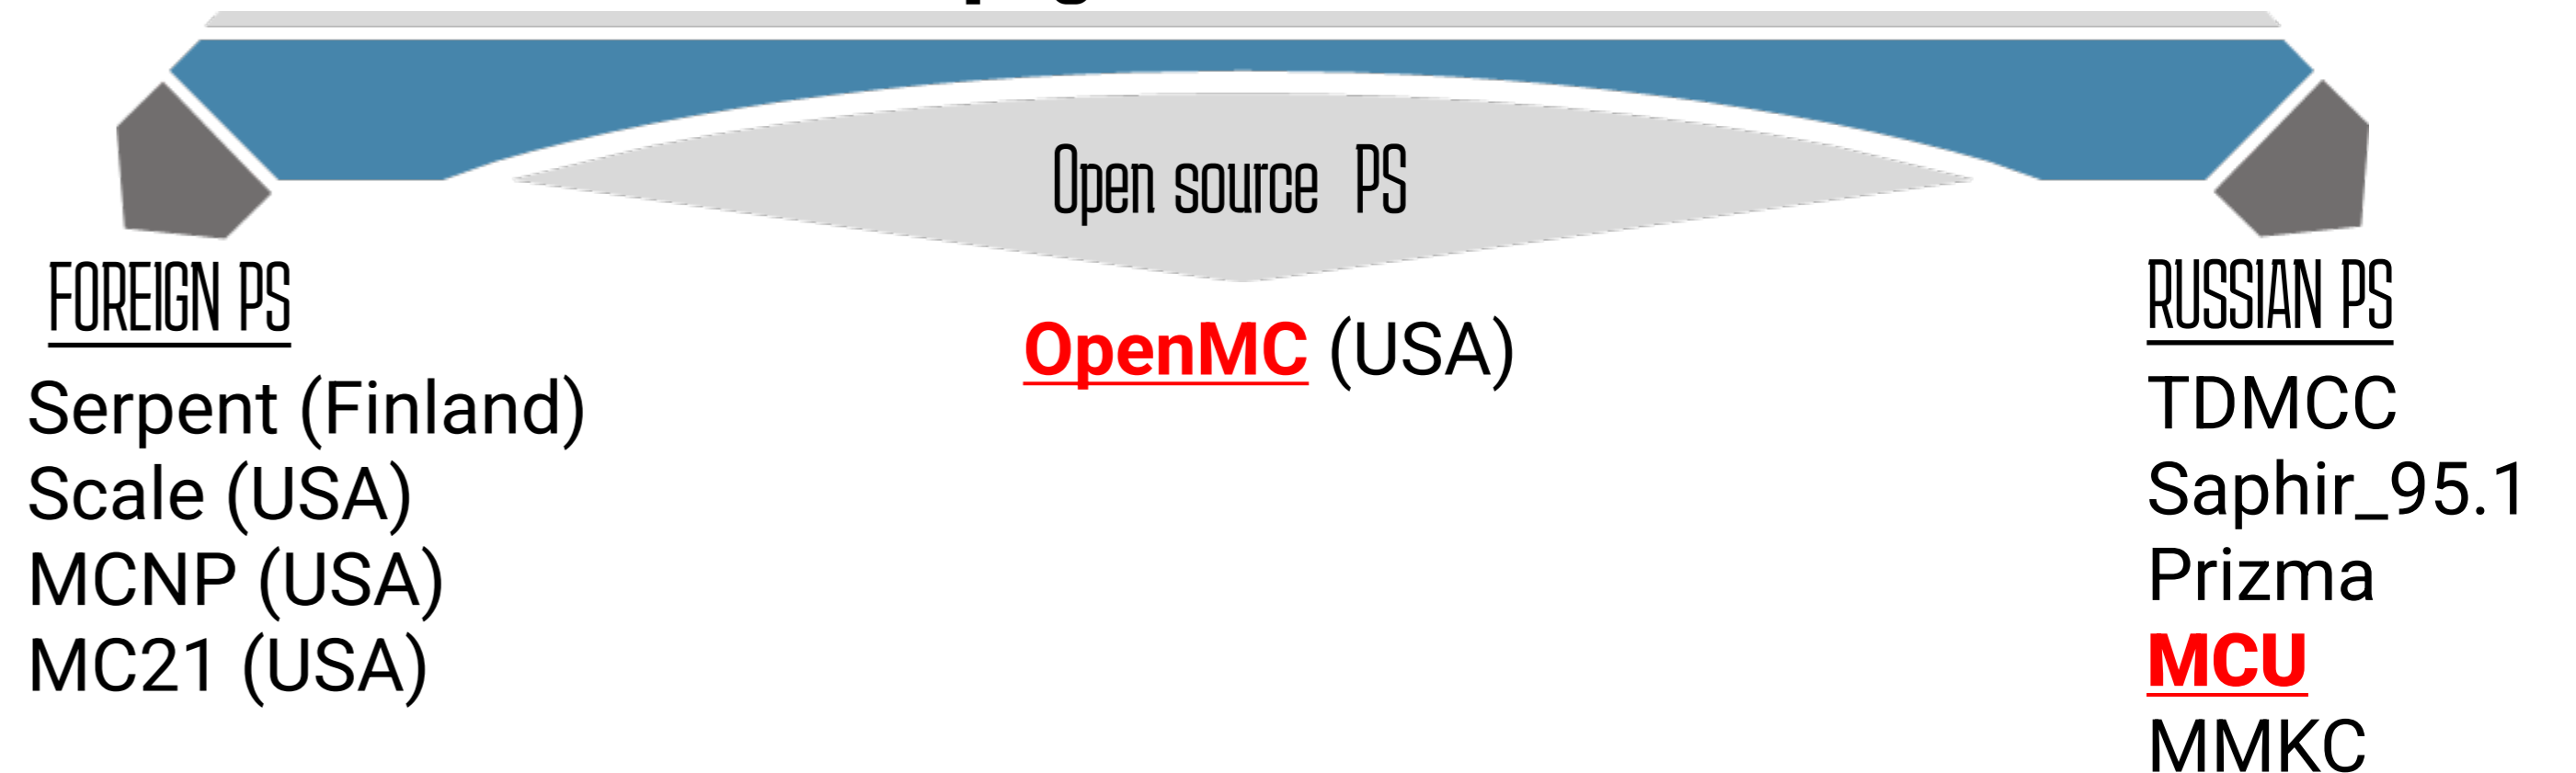 Open source PS
FOREIGN PS
Serpent (Finland)
Scale (USA)
MCNP (USA)
MC21 (USA)
OpenMC (USA)
RUSSIAN PS
TDMCC
Saphir_95.1
Prizma
MCU
MMKC